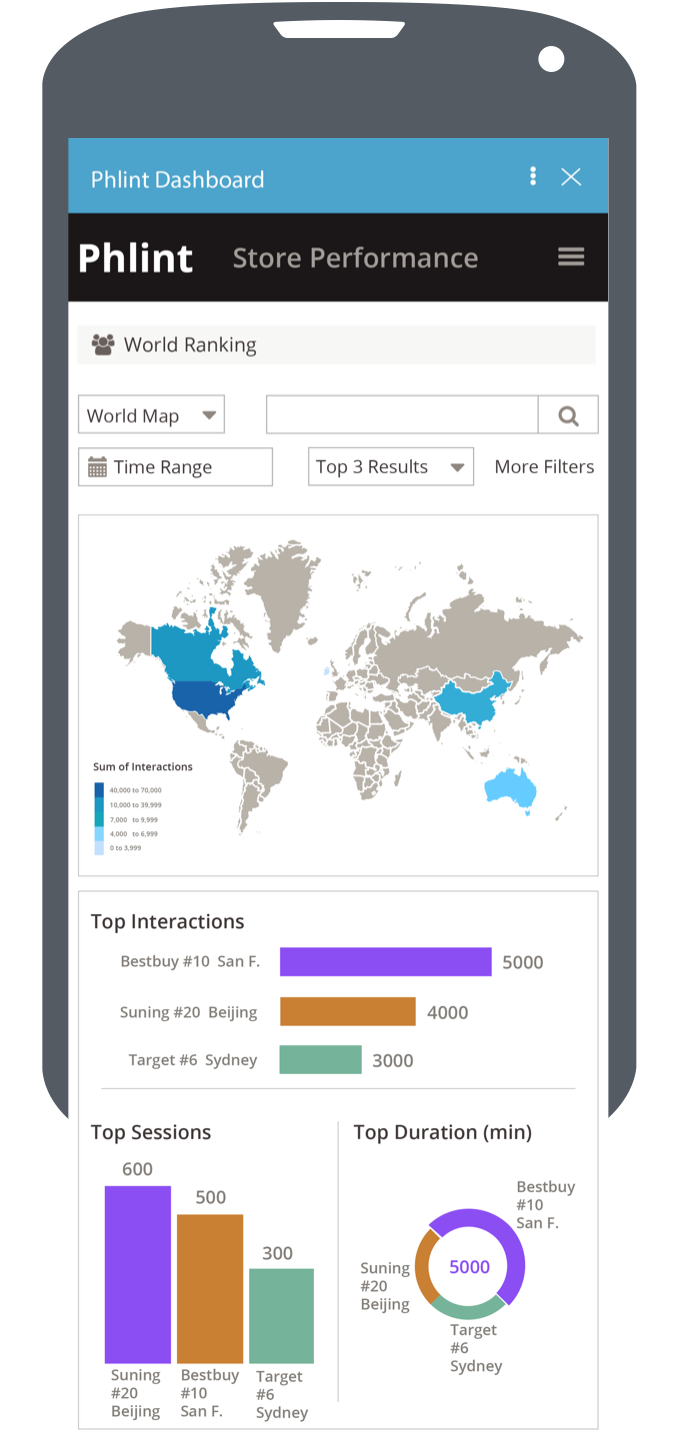 Phlint Dashboard
Phlint Store Performance
World Ranking
World Map
Time Range
Top 3 Results
More Filters
Sum of Interactions
40,000 to 70,000
10,000 to 39,999
7,000 to 9,999
4,000 to 6,999
0 to 3,999
Top Interactions
Bestbuy #10 San F. 5000
Suning #20 Beijing 4000
Target #6 Sydney 3000
Top Sessions
600
500
300
Suning
#20
Beijing
Bestbuy
#10
San F.
Target
#6
Sydney
Top Duration (min)
Bestbuy
#10
San F.
5000
Suning
#20
Beijing
Target
#6
Sydney